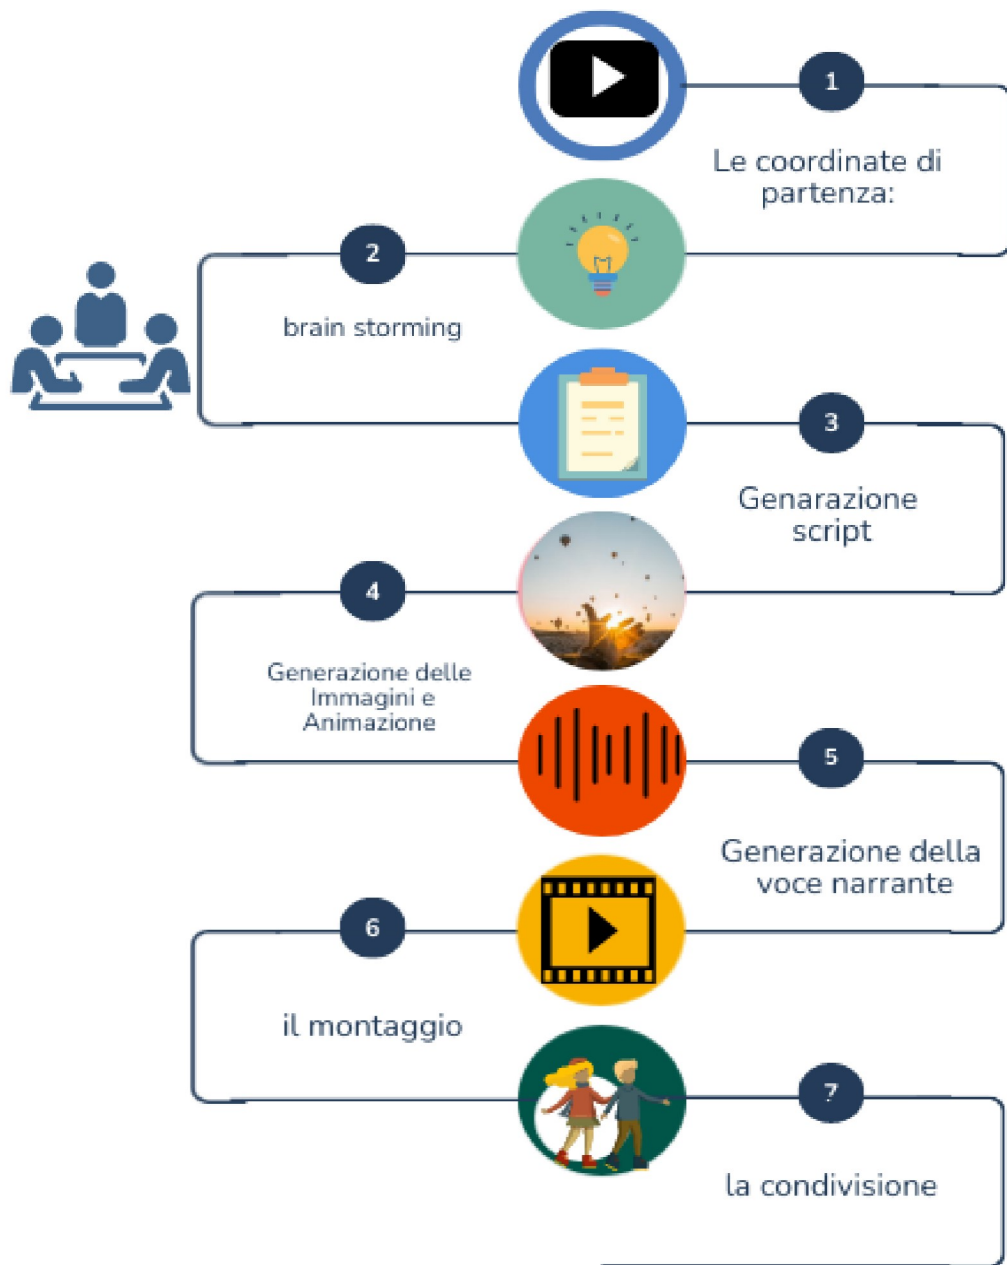 1
Le coordinate di
partenza:
2
brain storming
3
Genarazione
script
4
Generazione delle
Immagini e
Animazione
5
Generazione della
voce narrante
6
il montaggio
7
la condivisione